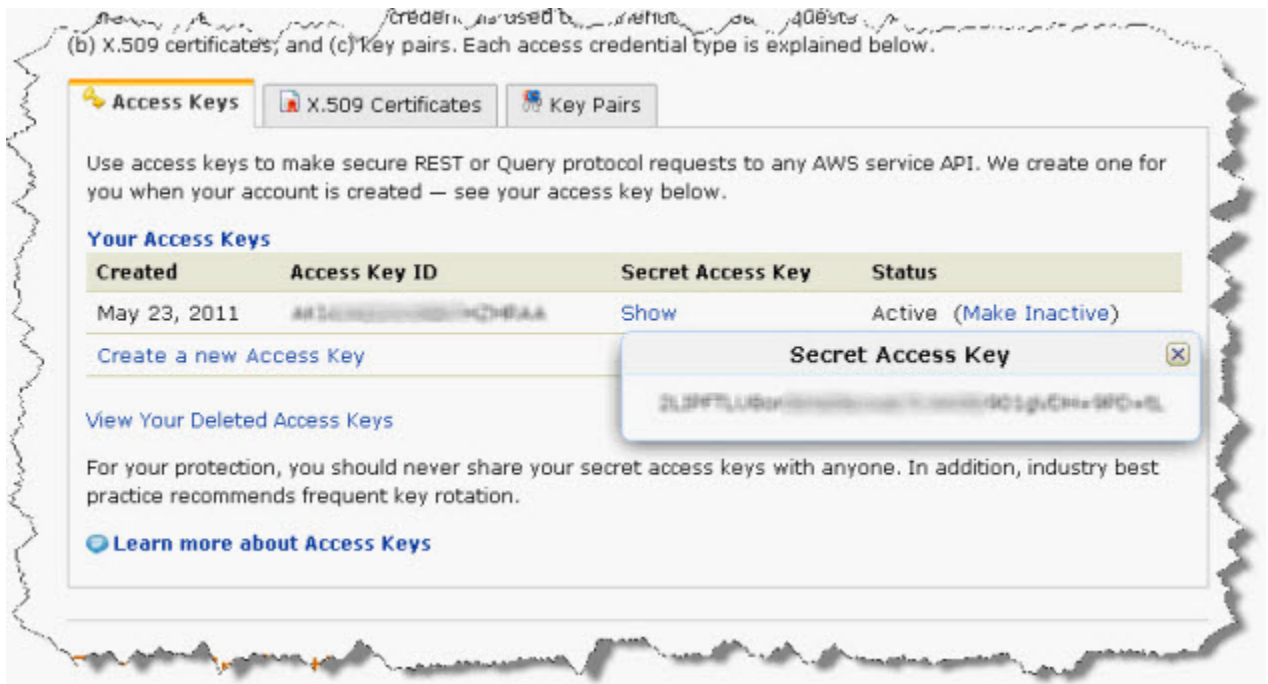 (b) X.509 certificates, and (c) key pairs. Each access credential type is explained below.
Access Keys X.509 Certificates Key Pairs
Use access keys to make secure REST or Query protocol requests to any AWS service API. We create one for
you when your account is created — see your access key below.
Your Access Keys
Created Access Key ID Secret Access Key Status
May 23, 2011 Show Active (Make Inactive)
Create a new Access Key
Secret Access Key
View Your Deleted Access Keys
For your protection, you should never share your secret access keys with anyone. In addition, industry best
practice recommends frequent key rotation.
Learn more about Access Keys